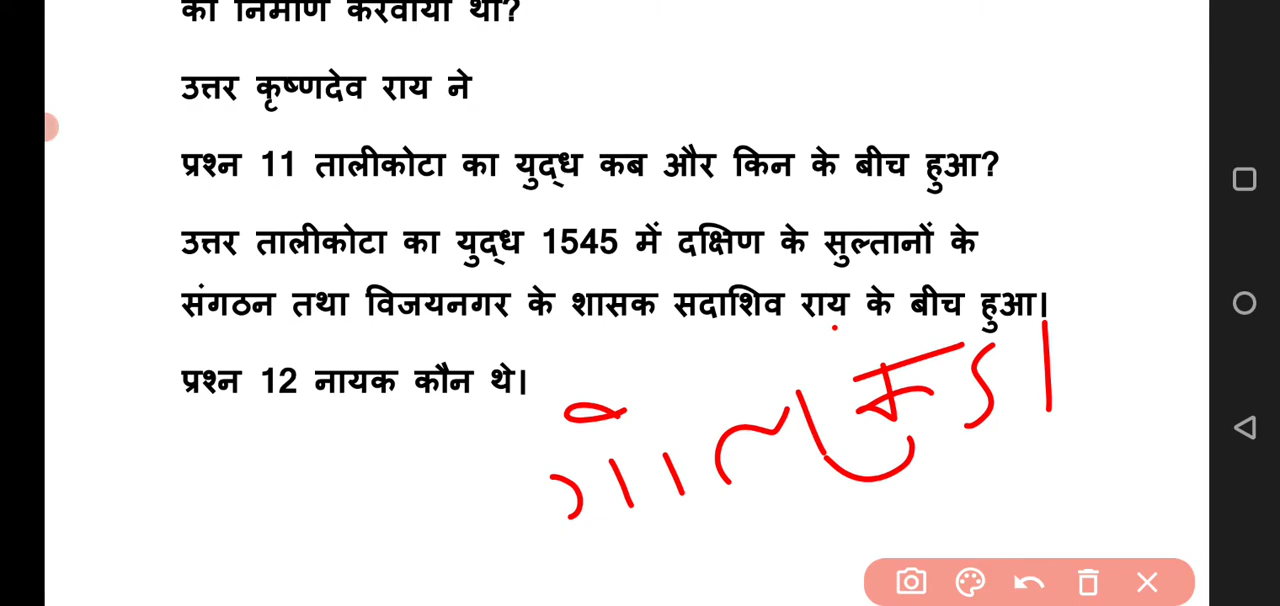 का निर्माण करवाया था?
उत्तर कृष्णदेव राय ने
प्रश्न 11 तालीकोटा का युद्ध कब और किन के बीच हुआ?
उत्तर तालीकोटा का युद्ध 1545 में दक्षिण के सुल्तानों के
संगठन तथा विजयनगर के शासक सदाशिव राय के बीच हुआ।
प्रश्न 12 नायक कौन थे।
गोलकुंडा